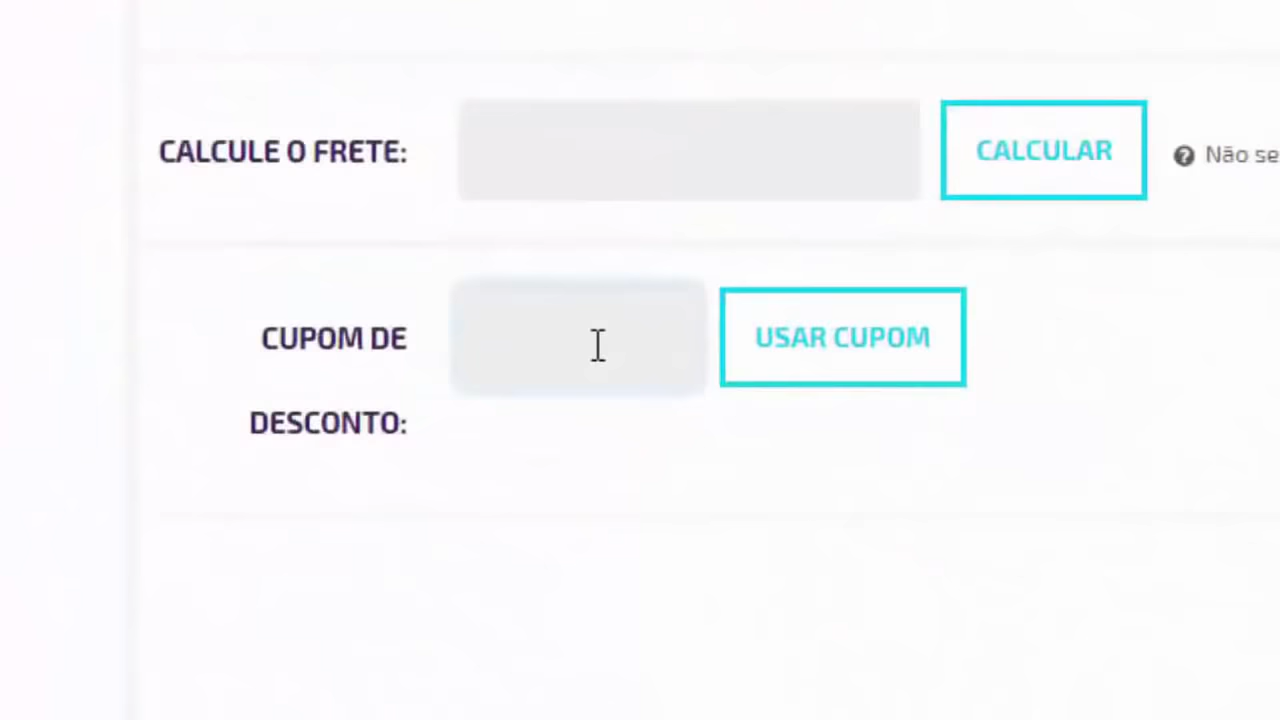 CALCULE O FRETE:
CALCULAR
Não se
CUPOM DE
DESCONTO:
USAR CUPOM